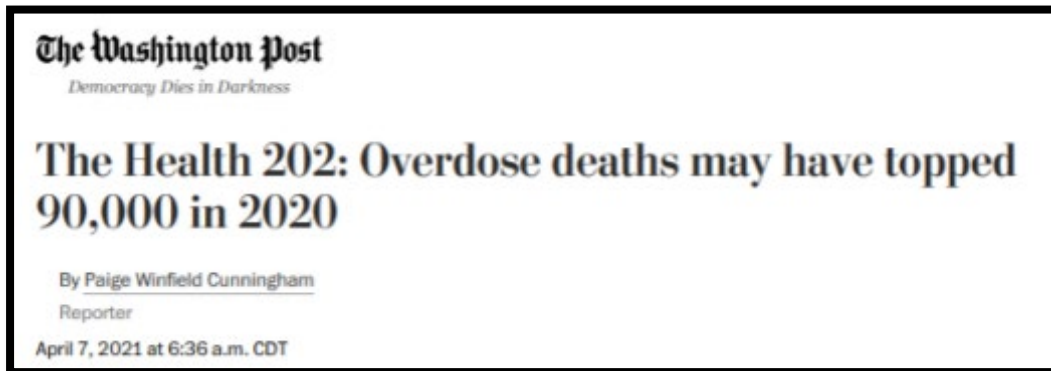 The Washington Post
Democracy Dies in Darkness
The Health 202: Overdose deaths may have topped
90,000 in 2020
By Paige Winfield Cunningham
Reporter
April 7, 2021 at 6:36 a.m. CDT